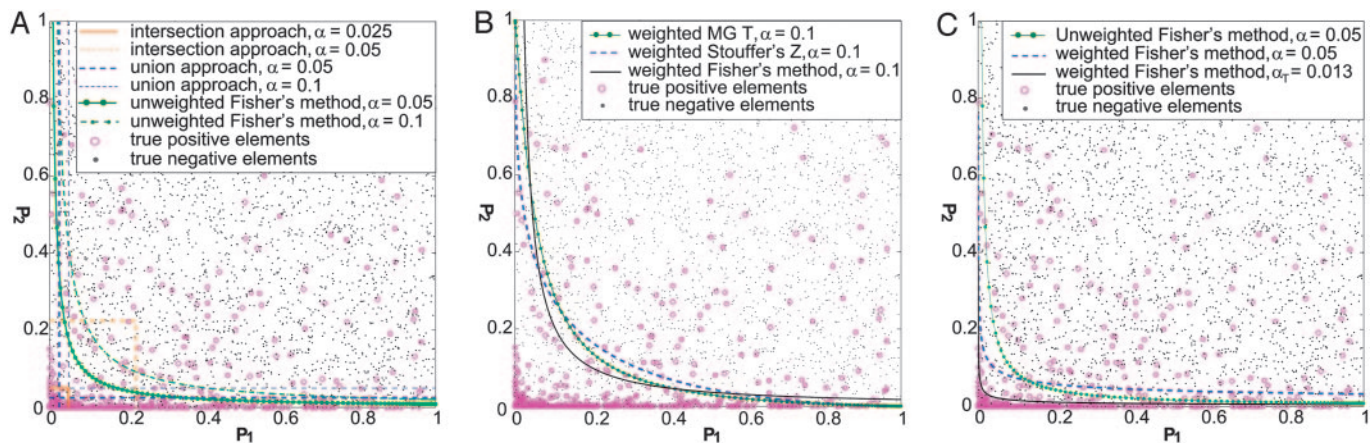 A
intersection approach, α = 0.025
intersection approach, α = 0.05
union approach, α = 0.05
union approach, α = 0.1
unweighted Fisher's method, α = 0.05
unweighted Fisher's method, α = 0.1
true positive elements
true negative elements
1
0.8
0.6
0.4
0.2
0
P2
0 0.2 0.4 0.6 0.8 1
P1
B
weighted MG T, α = 0.1
weighted Stouffer's Z, α = 0.1
weighted Fisher's method, α = 0.1
true positive elements
true negative elements
1
0.8
0.6
0.4
0.2
0
P2
0 0.2 0.4 0.6 0.8 1
P1
C
Unweighted Fisher's method, α = 0.05
weighted Fisher's method, α = 0.05
weighted Fisher's method, αT = 0.013
true positive elements
true negative elements
1
0.8
0.6
0.4
0.2
0
P2
0 0.2 0.4 0.6 0.8 1
P1